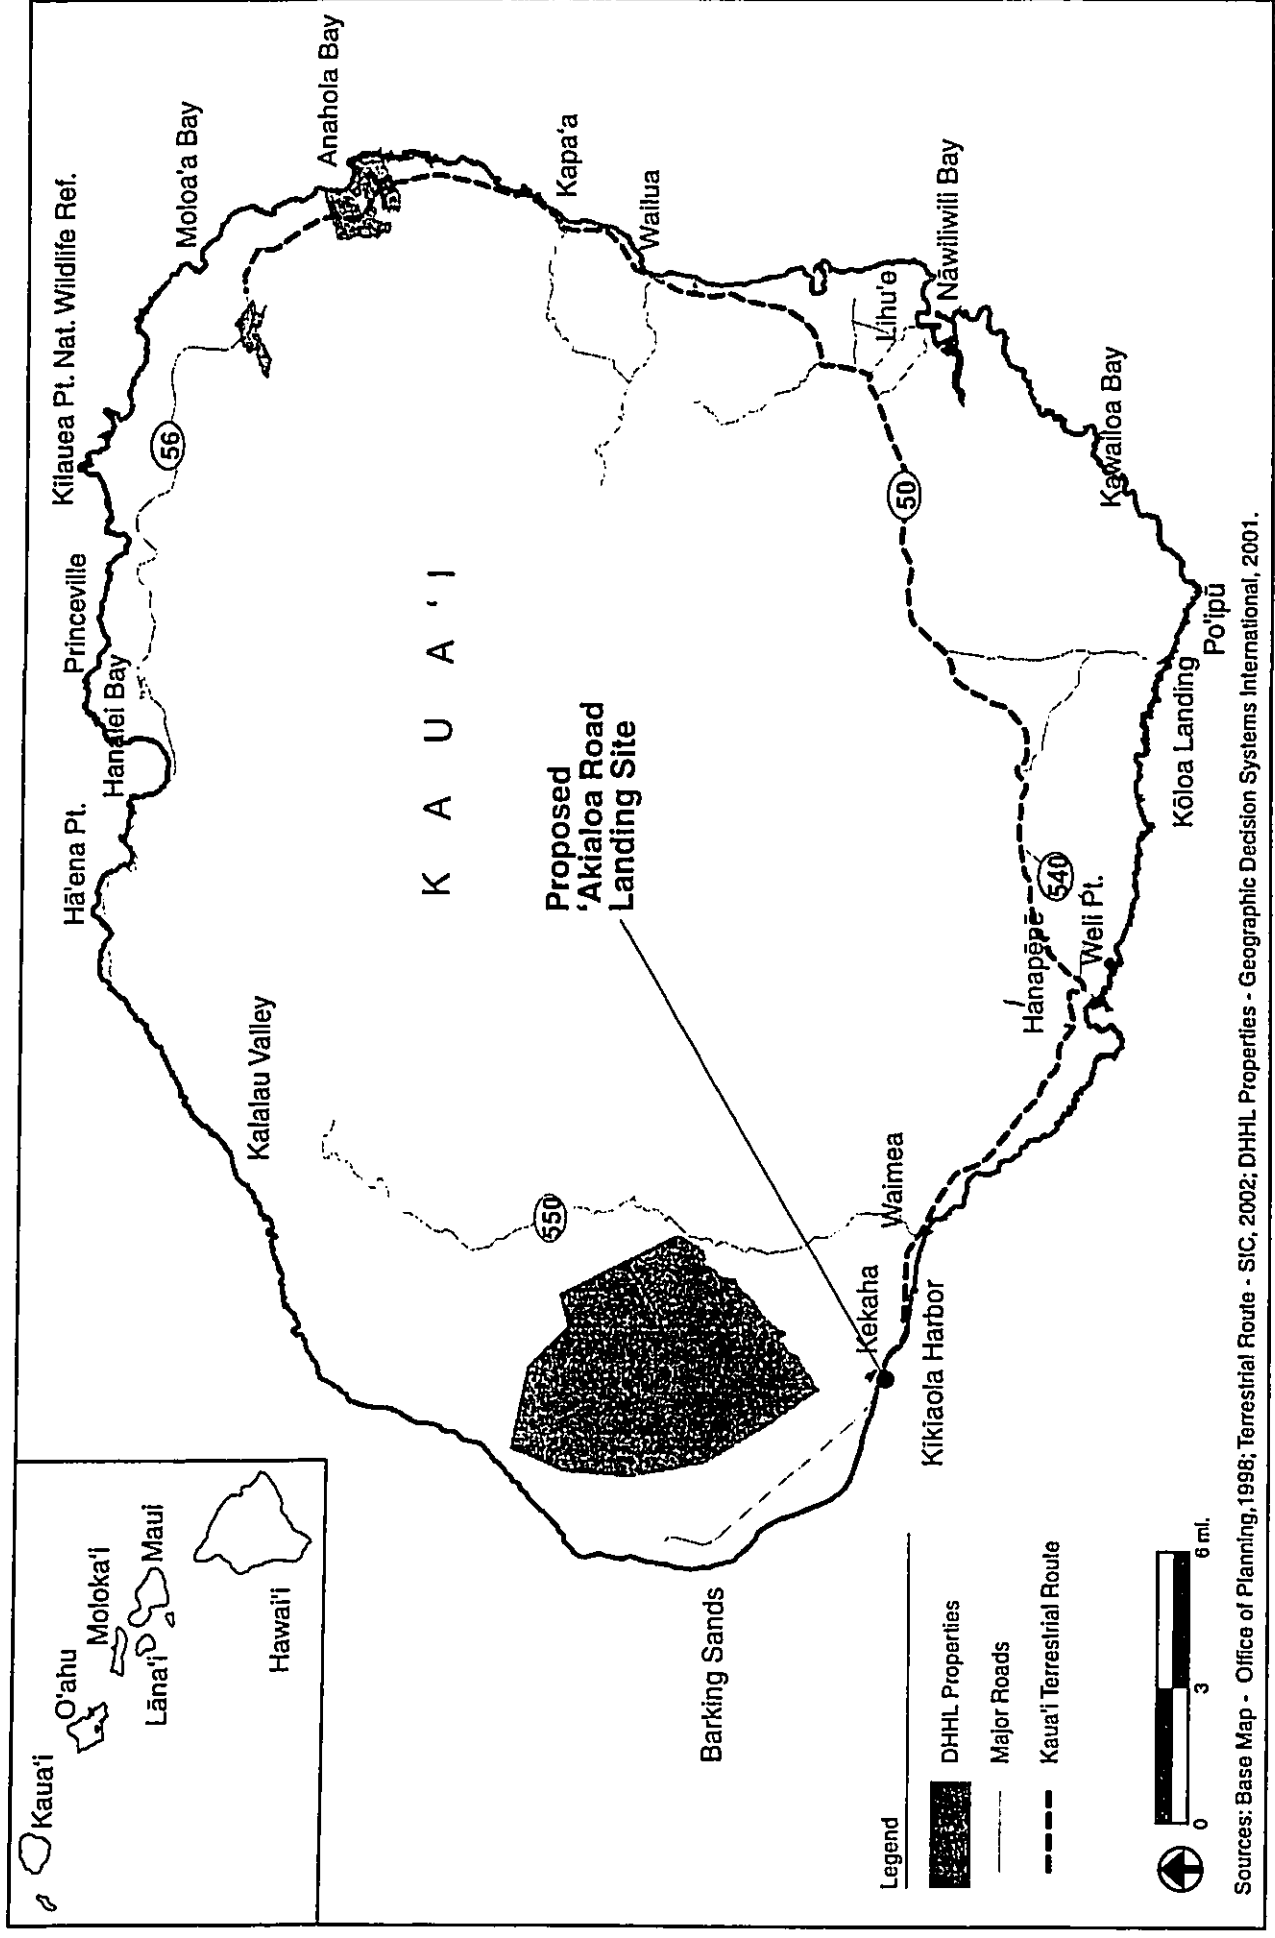 Kaua'i
O'ahu
Moloka'i
Lāna'i
Maui
Hawai'i
Hā'ena Pt.
Hanalei Bay
Princeville
Kilauea Pt. Nat. Wildlife Ref.
Moloa'a Bay
Anahola Bay
56
Kalalau Valley
K A U A ' I
Kapa'a
Wailua
550
Proposed
'Akialoa Road
Landing Site
Barking Sands
Kekaha
Kikiaola Harbor
Waimea
Līhu'e
Nāwiliwili Bay
50
Hanapēpē
540
Weli Pt.
Kawailoa Bay
Kōloa Landing
Po'ipū
Legend
DHHL Properties
Major Roads
Kaua'i Terrestrial Route
0 3 6 mi.
Sources: Base Map - Office of Planning,1998; Terrestrial Route - SIC, 2002; DHHL Properties - Geographic Decision Systems International, 2001.